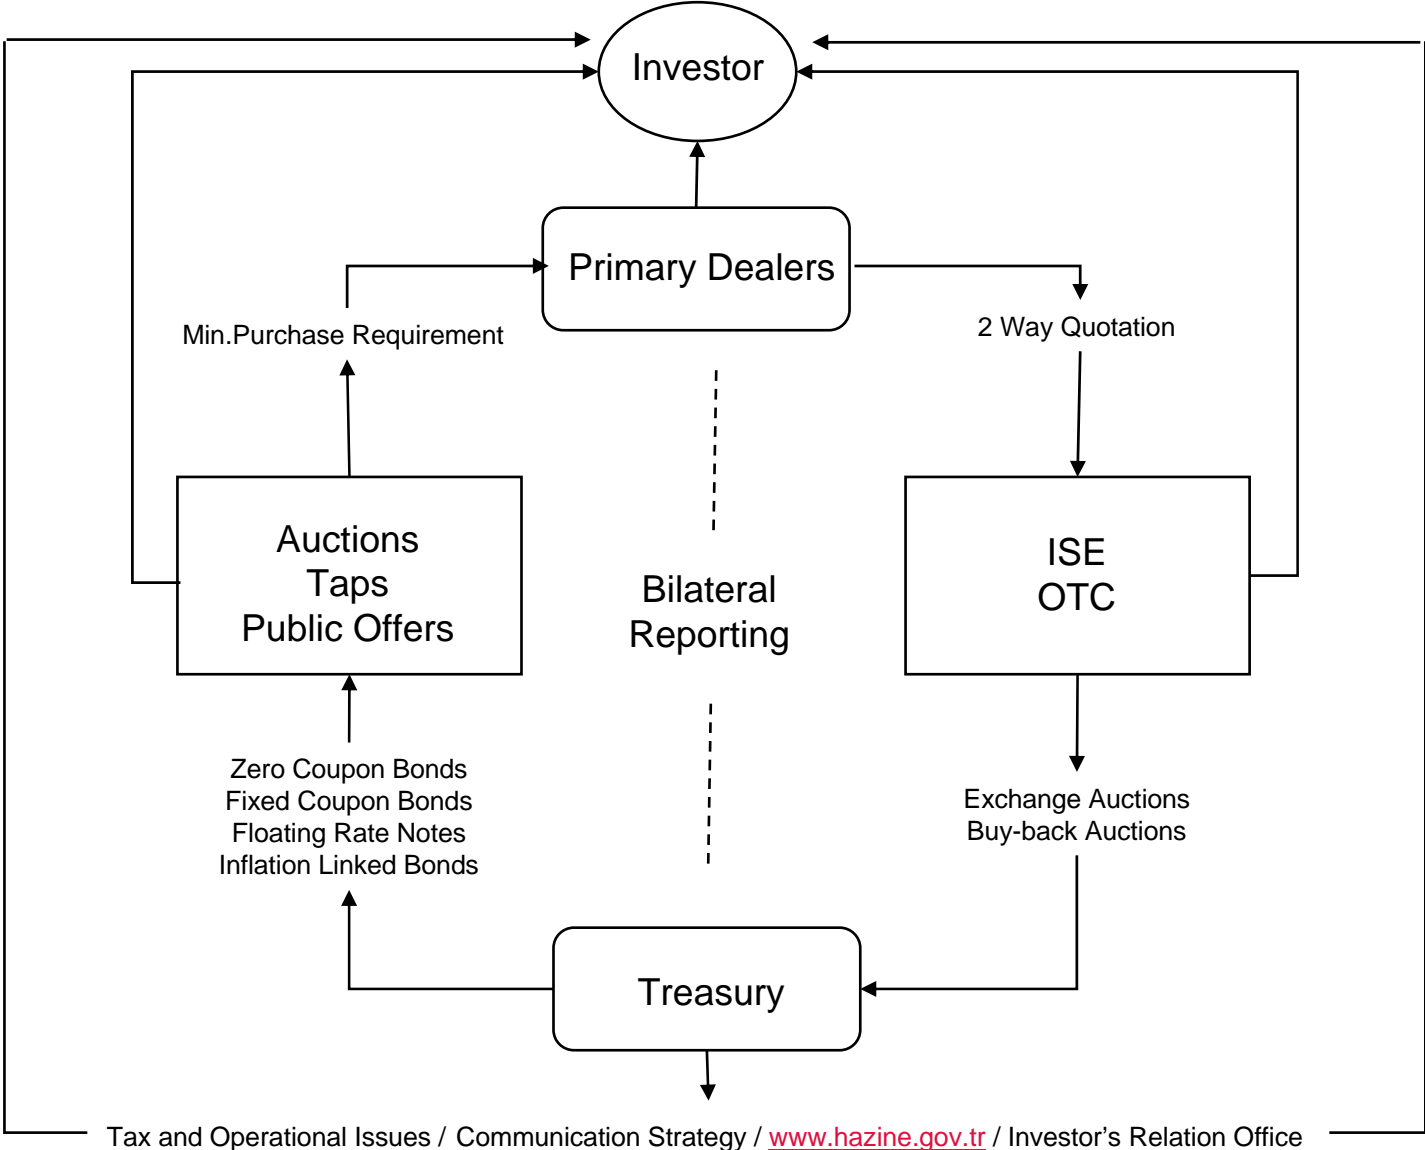 Investor
Primary Dealers
Min.Purchase Requirement
2 Way Quotation
Auctions
Taps
Public Offers
Bilateral
Reporting
ISE
OTC
Zero Coupon Bonds
Fixed Coupon Bonds
Floating Rate Notes
Inflation Linked Bonds
Exchange Auctions
Buy-back Auctions
Treasury
Tax and Operational Issues / Communication Strategy / www.hazine.gov.tr / Investor's Relation Office